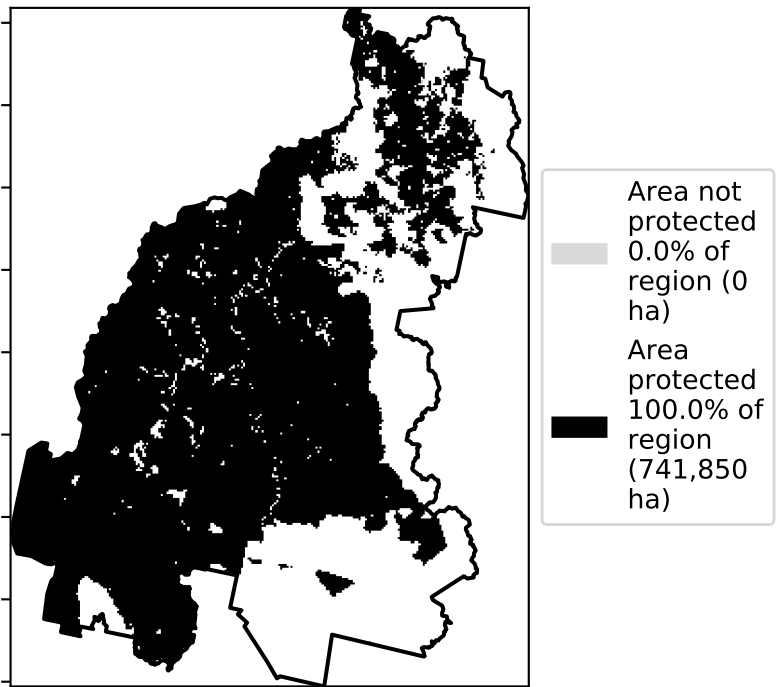 Area not
protected
0.0% of
region (0
ha)
Area
protected
100.0% of
region
(741,850
ha)